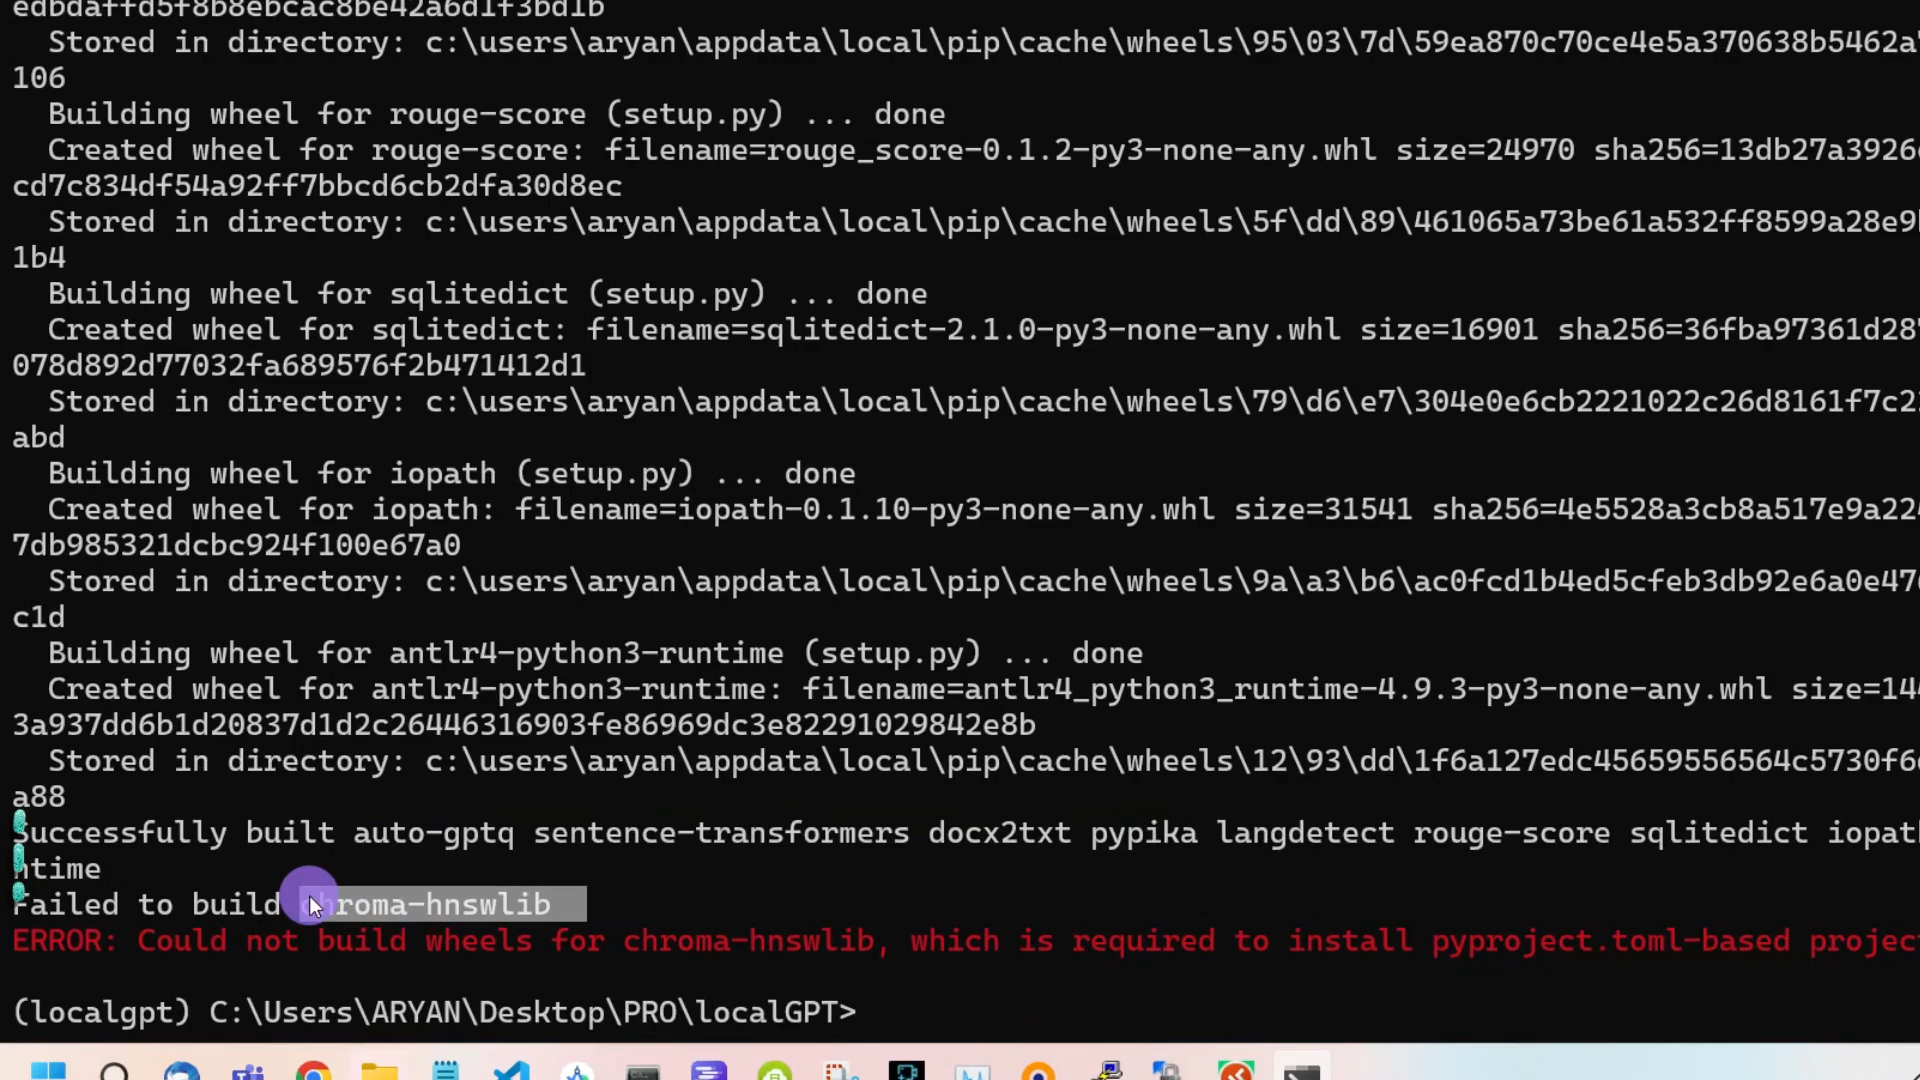 edbdaffd5f8b8ebcac8be42a6d1f3bd1b
Stored in directory: c:\users\aryan\appdata\local\pip\cache\wheels\95\03\7d\59ea870c70ce4e5a370638b5462a
106
Building wheel for rouge-score (setup.py) ... done
Created wheel for rouge-score: filename=rouge_score-0.1.2-py3-none-any.whl size=24970 sha256=13db27a3926
cd7c834df54a92ff7bbcd6cb2dfa30d8ec
Stored in directory: c:\users\aryan\appdata\local\pip\cache\wheels\5f\dd\89\461065a73be61a532ff8599a28e9
1b4
Building wheel for sqlitedict (setup.py) ... done
Created wheel for sqlitedict: filename=sqlitedict-2.1.0-py3-none-any.whl size=16901 sha256=36fba97361d28
078d892d77032fa689576f2b471412d1
Stored in directory: c:\users\aryan\appdata\local\pip\cache\wheels\79\d6\e7\304e0e6cb2221022c26d8161f7c2
abd
Building wheel for iopath (setup.py) ... done
Created wheel for iopath: filename=iopath-0.1.10-py3-none-any.whl size=31541 sha256=4e5528a3cb8a517e9a22
7db985321dcbc924f100e67a0
Stored in directory: c:\users\aryan\appdata\local\pip\cache\wheels\9a\a3\b6\ac0fcd1b4ed5cfeb3db92e6a0e47
c1d
Building wheel for antlr4-python3-runtime (setup.py) ... done
Created wheel for antlr4-python3-runtime: filename=antlr4_python3_runtime-4.9.3-py3-none-any.whl size=14
3a937dd6b1d20837d1d2c26446316903fe86969dc3e82291029842e8b
Stored in directory: c:\users\aryan\appdata\local\pip\cache\wheels\12\93\dd\1f6a127edc45659556564c5730f6
a88
Successfully built auto-gptq sentence-transformers docx2txt pypika langdetect rouge-score sqlitedict iopath
ntime
Failed to build chroma-hnswlib
ERROR: Could not build wheels for chroma-hnswlib, which is required to install pyproject.toml-based projec
(localgpt) C:\Users\ARYAN\Desktop\PRO\localGPT>